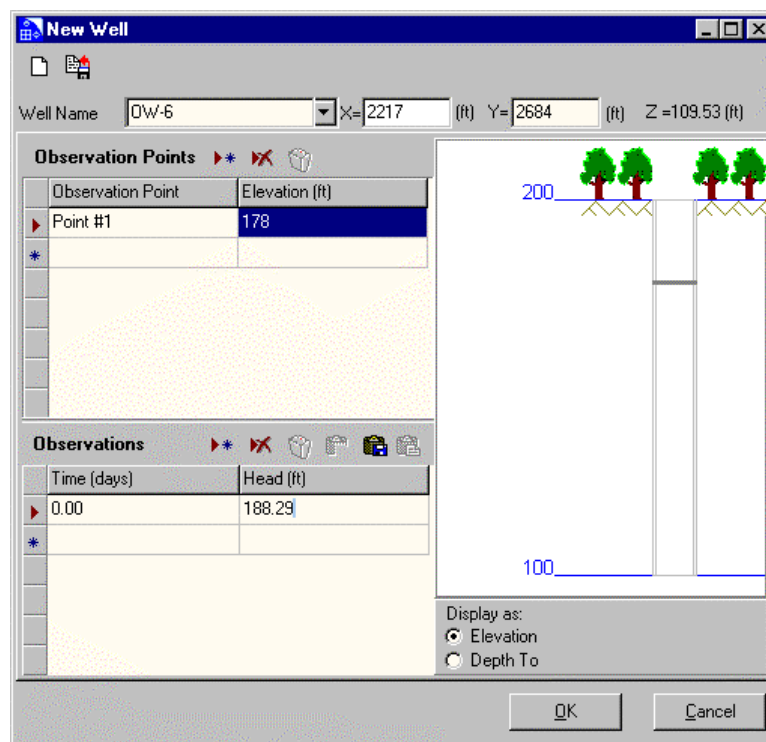 New Well
Well Name OW-6 X= 2217 (ft) Y= 2684 (ft) Z =109.53 (ft)
Observation Points
Observation Point Elevation (ft)
Point #1 178
200
100
Observations
Time (days) Head (ft)
0.00 188.29
Display as:
Elevation
Depth To
OK Cancel